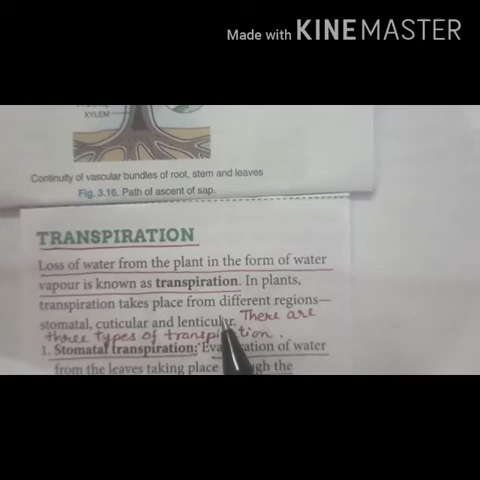 Made with KINEMASTER
XYLEM
Continuity of vascular bundles of root, stem and leaves
Fig. 3.16. Path of ascent of sap.
TRANSPIRATION
Loss of water from the plant in the form of water
vapour is known as transpiration. In plants,
transpiration takes place from different regions—
stomatal, cuticular and lenticular. There are
three types of transpiration.
1. Stomatal transpiration: of water
from the leaves taking place the